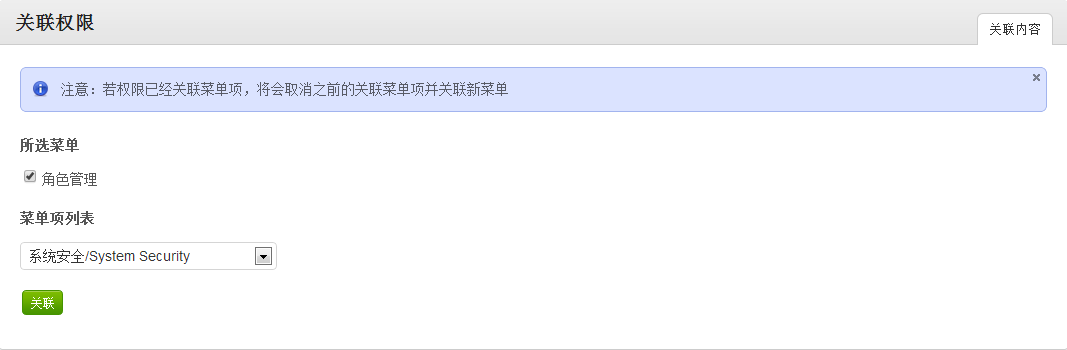 关联权限
关联内容
注意：若权限已经关联菜单项，将会取消之前的关联菜单项并关联新菜单
所选菜单
角色管理
菜单项列表
系统安全/System Security
关联